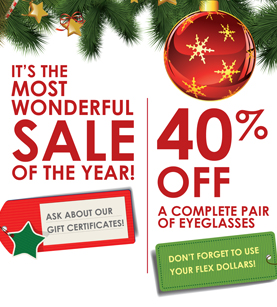 IT'S THE
MOST
WONDERFUL
SALE
OF THE YEAR!
ASK ABOUT OUR
GIFT CERTIFICATES!
40%
OFF
A COMPLETE PAIR
OF EYEGLASSES
DON'T FORGET TO USE
YOUR FLEX DOLLARS!